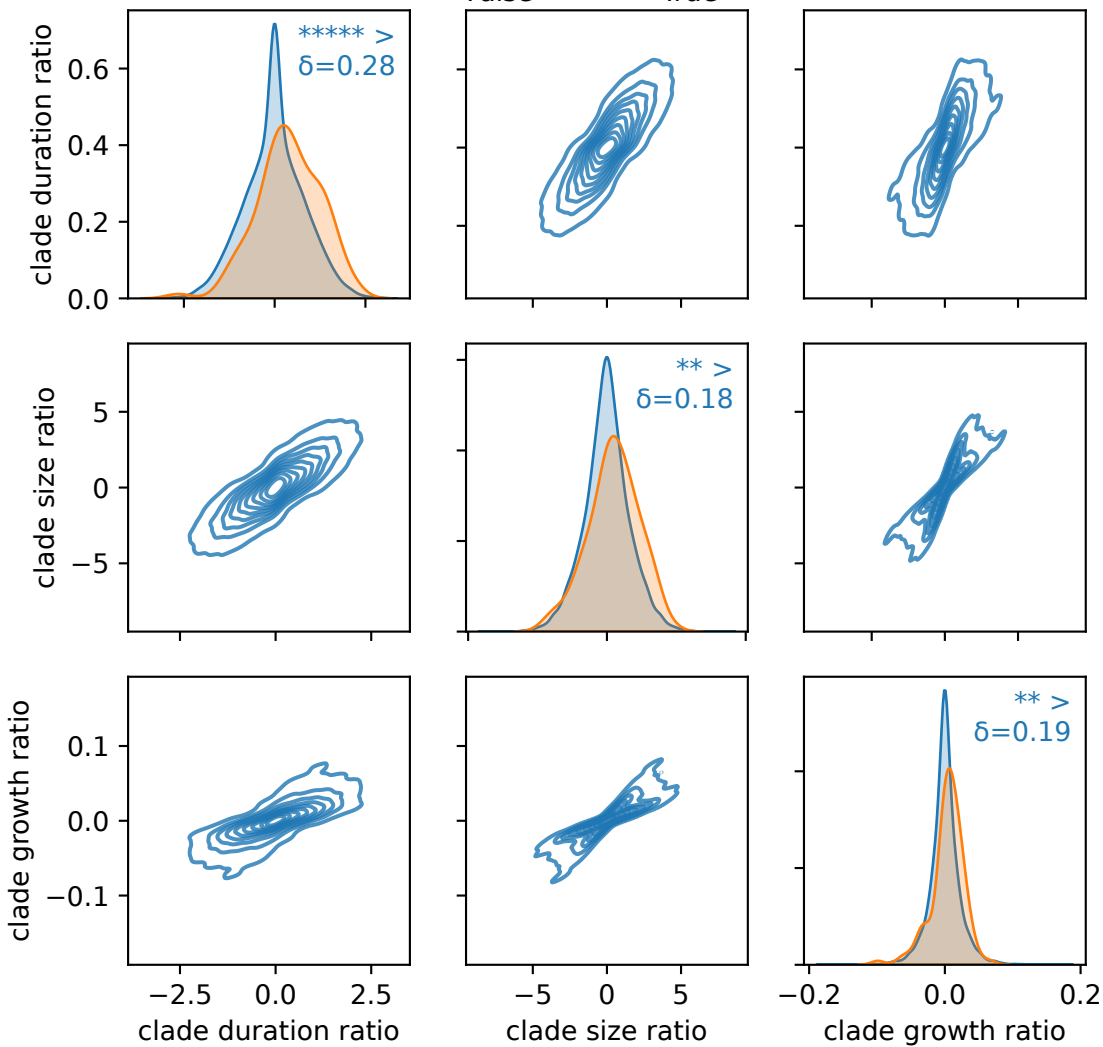 clade duration ratio
0.6
0.4
0.2
0.0
***** >
δ=0.28
clade size ratio
5
0
−5
** >
δ=0.18
clade growth ratio
0.1
0.0
−0.1
** >
δ=0.19
−2.5 0.0 2.5
−5 0 5
−0.2 0.0 0.2
clade duration ratio
clade size ratio
clade growth ratio